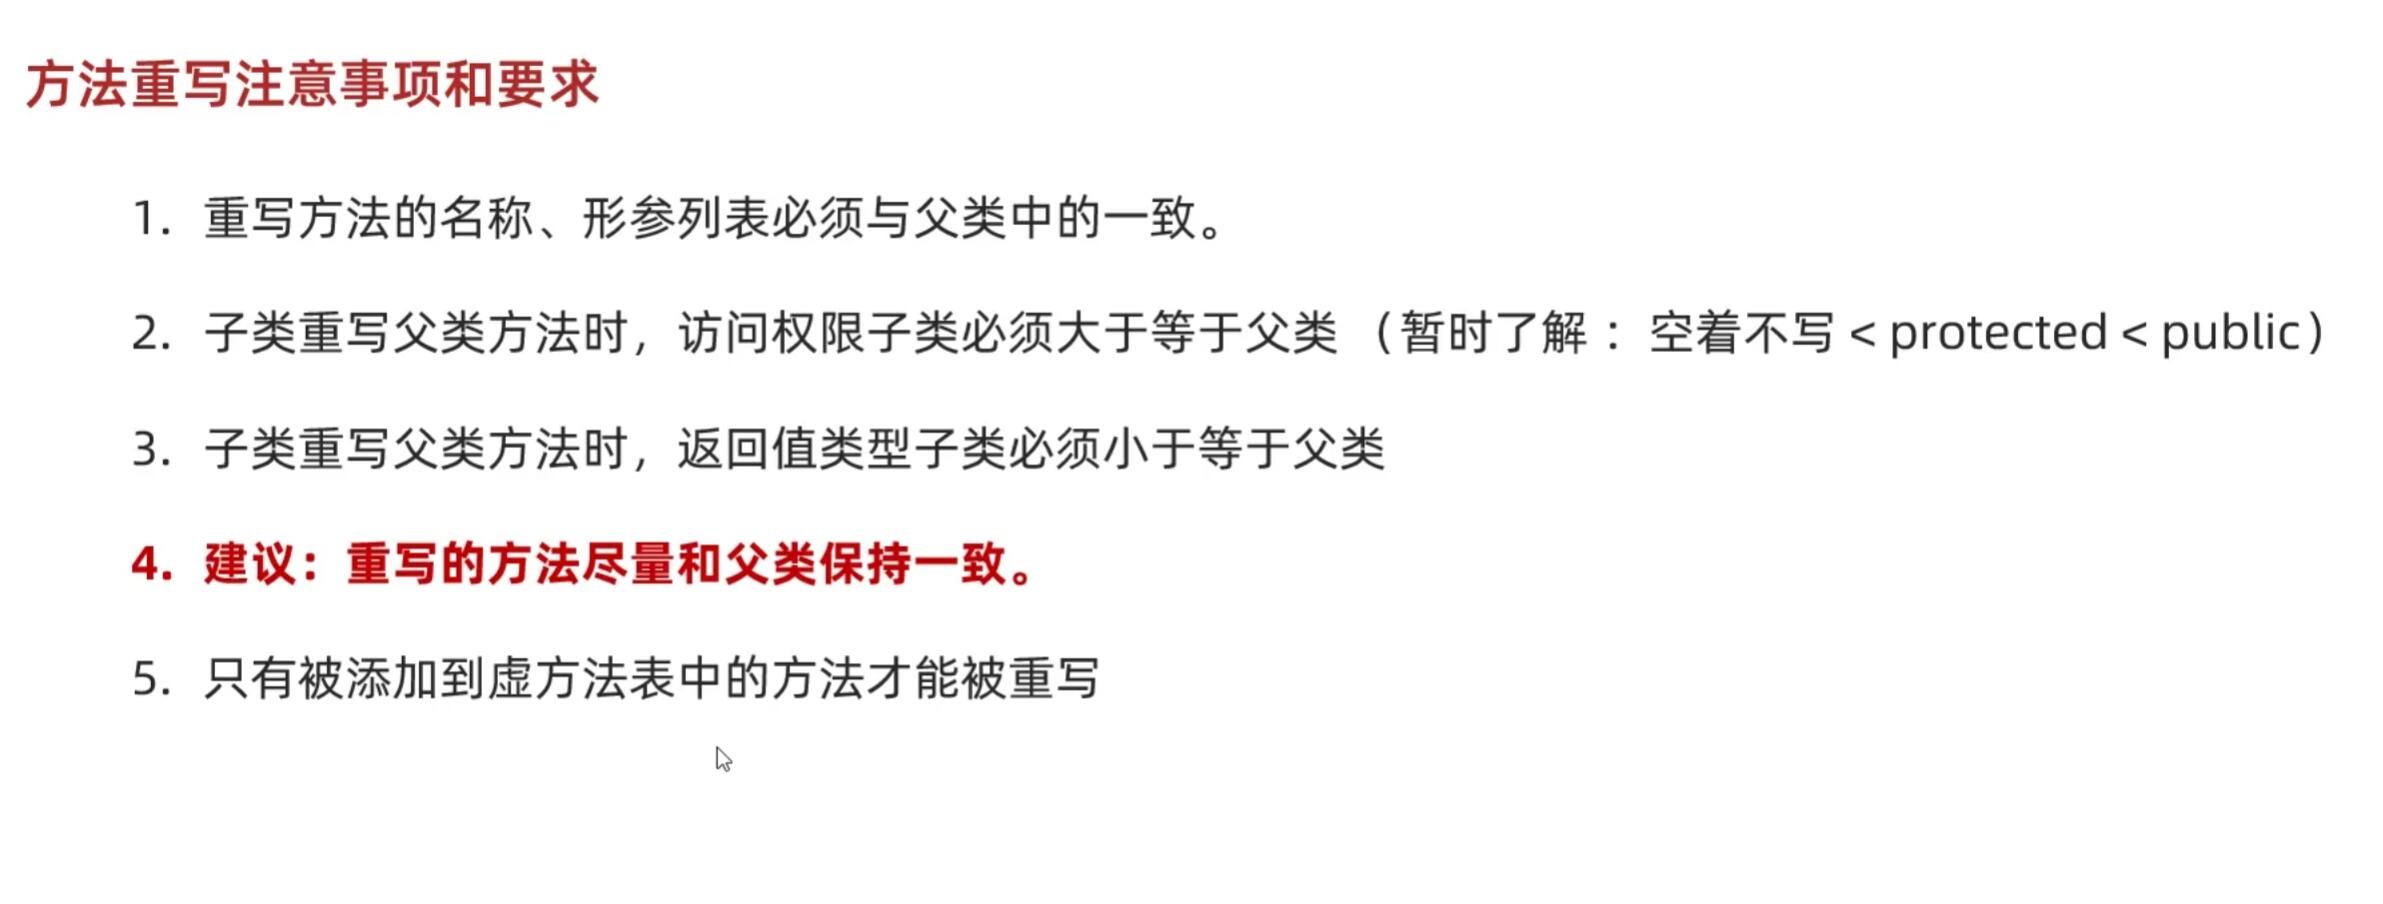 方法重写注意事项和要求
1. 重写方法的名称、形参列表必须与父类中的一致。
2. 子类重写父类方法时，访问权限子类必须大于等于父类（暂时了解：空着不写 < protected < public）
3. 子类重写父类方法时，返回值类型子类必须小于等于父类
4. 建议：重写的方法尽量和父类保持一致。
5. 只有被添加到虚方法表中的方法才能被重写